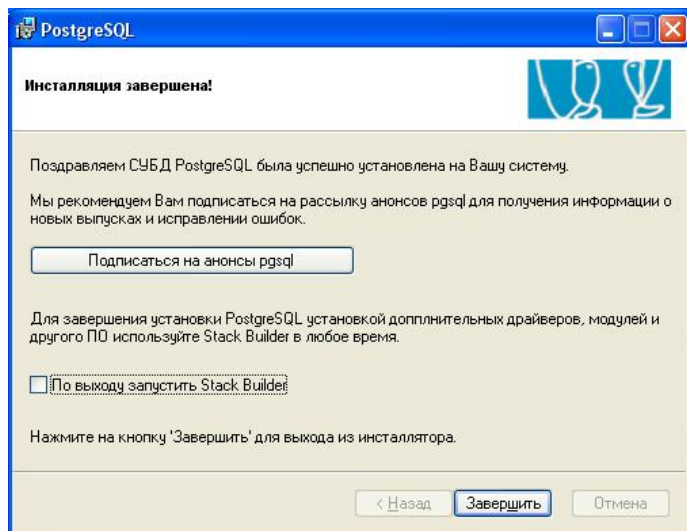 PostgreSQL
Инсталляция завершена!
Поздравляем СУБД PostgreSQL была успешно установлена на Вашу систему.
Мы рекомендуем Вам подписаться на рассылку анонсов pgsql для получения информации о
новых выпусках и исправлении ошибок.
Подписаться на анонсы pgsql
Для завершения установки PostgreSQL установкой допплнительных драйверов, модулей и
другого ПО используйте Stack Builder в любое время.
По выходу запустить Stack Builder
Нажмите на кнопку 'Завершить' для выхода из инсталлятора.
< Назад Завершить Отмена